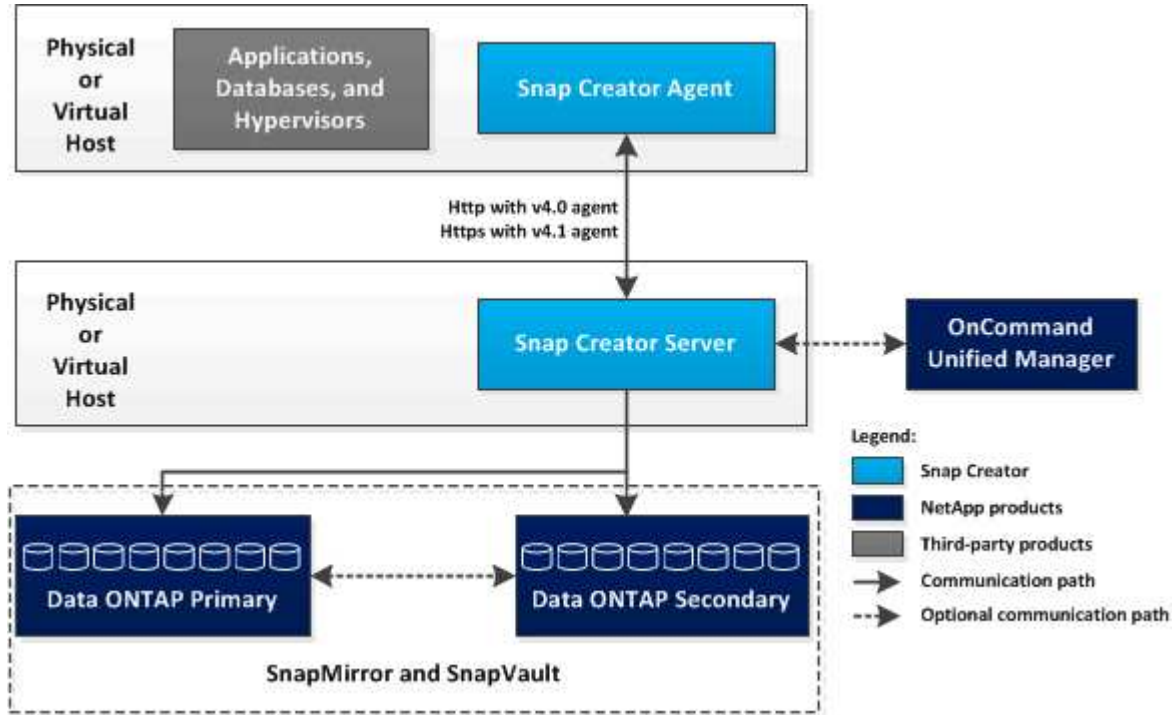 Physical
or
Virtual
Host
Applications,
Databases, and
Hypervisors
Snap Creator Agent
Http with v4.0 agent
Https with v4.1 agent
Physical
or
Virtual
Host
Snap Creator Server
OnCommand
Unified Manager
Legend:
Snap Creator
NetApp products
Third-party products
Communication path
Optional communication path
Data ONTAP Primary
Data ONTAP Secondary
SnapMirror and SnapVault